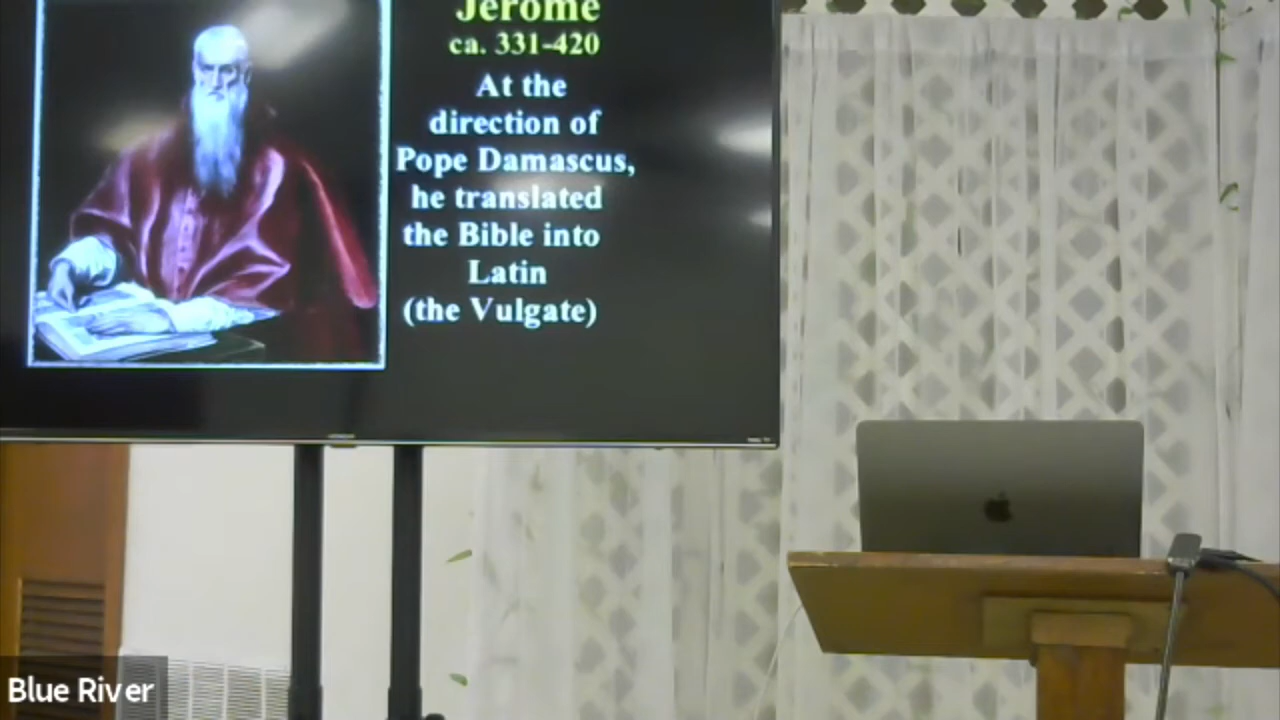 Jerome
ca. 331-420
At the
direction of
Pope Damascus,
he translated
the Bible into
Latin
(the Vulgate)
Blue River